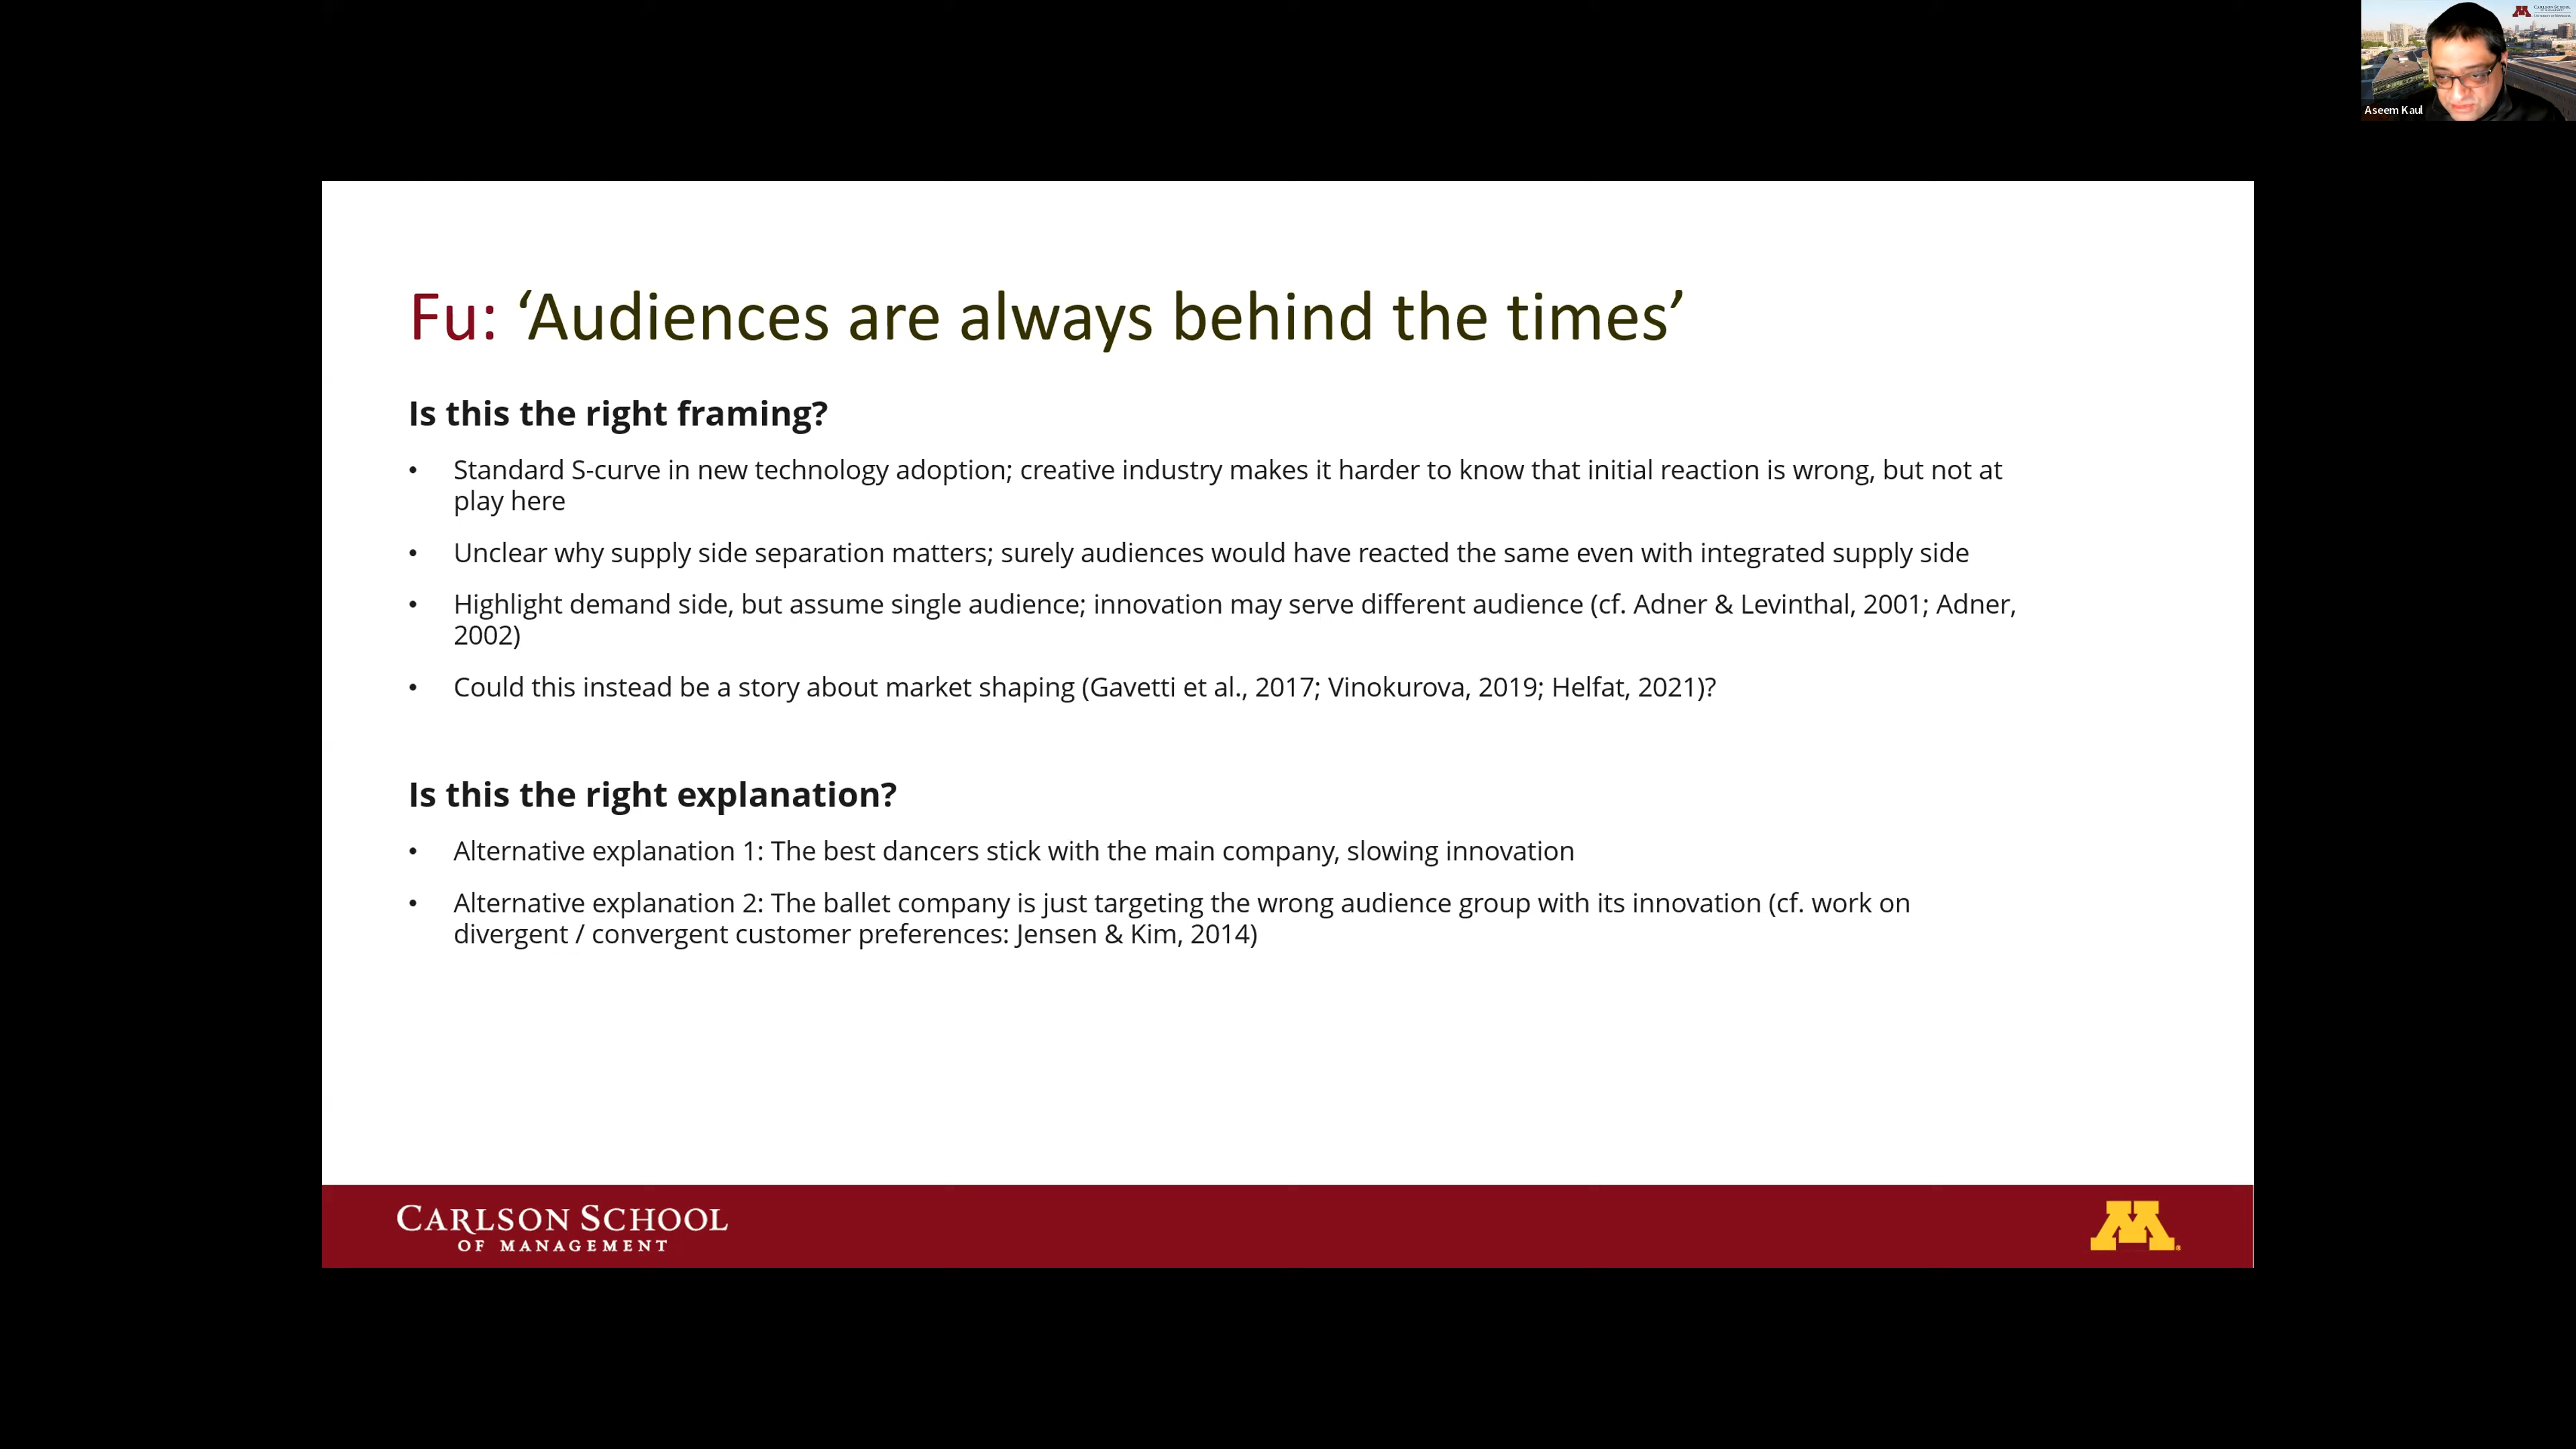 CARLSON SCHOOL
Aseem Kaul
Fu: ‘Audiences are always behind the times’
Is this the right framing?
• Standard S-curve in new technology adoption; creative industry makes it harder to know that initial reaction is wrong, but not at
play here
• Unclear why supply side separation matters; surely audiences would have reacted the same even with integrated supply side
• Highlight demand side, but assume single audience; innovation may serve different audience (cf. Adner & Levinthal, 2001; Adner,
2002)
• Could this instead be a story about market shaping (Gavetti et al., 2017; Vinokurova, 2019; Helfat, 2021)?
Is this the right explanation?
• Alternative explanation 1: The best dancers stick with the main company, slowing innovation
• Alternative explanation 2: The ballet company is just targeting the wrong audience group with its innovation (cf. work on
divergent / convergent customer preferences: Jensen & Kim, 2014)
CARLSON SCHOOL
OF MANAGEMENT
M